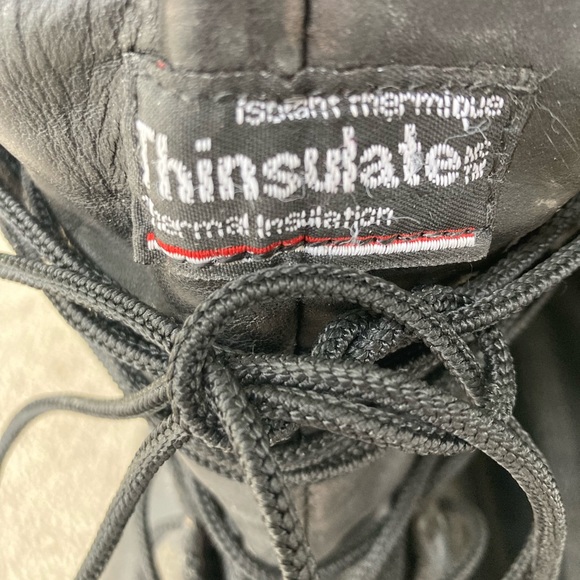 Isolant Thermique
Thinsulate
Thermal Insulation